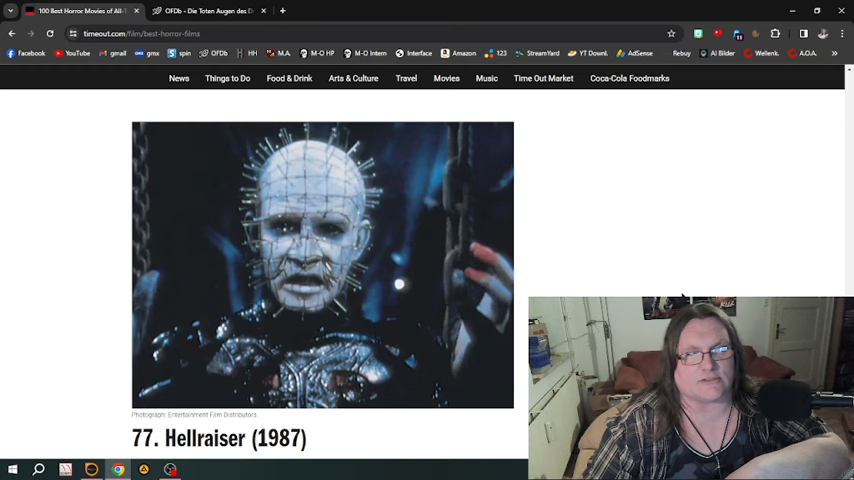 100 Best Horror Movies of All-T
OFDb - Die Toten Augen des D
timeout.com/film/best-horror-films
Facebook YouTube gmail gmx spin OFDb HH M.A. M-O HP M-O Intern Interface Amazon 123 StreamYard YT Downl. AdSense Rebuy AI Bilder Wellenk. A.O.A.
News Things to Do Food & Drink Arts & Culture Travel Movies Music Time Out Market Coca-Cola Foodmarks
Photograph: Entertainment Film Distributors
77. Hellraiser (1987)